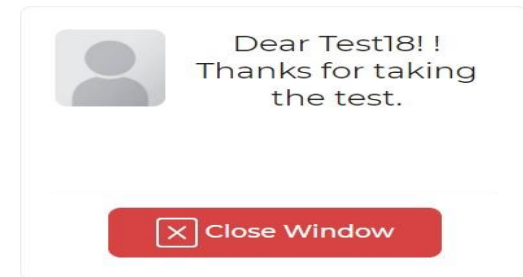 Dear Test18! !
Thanks for taking
the test.
Close Window